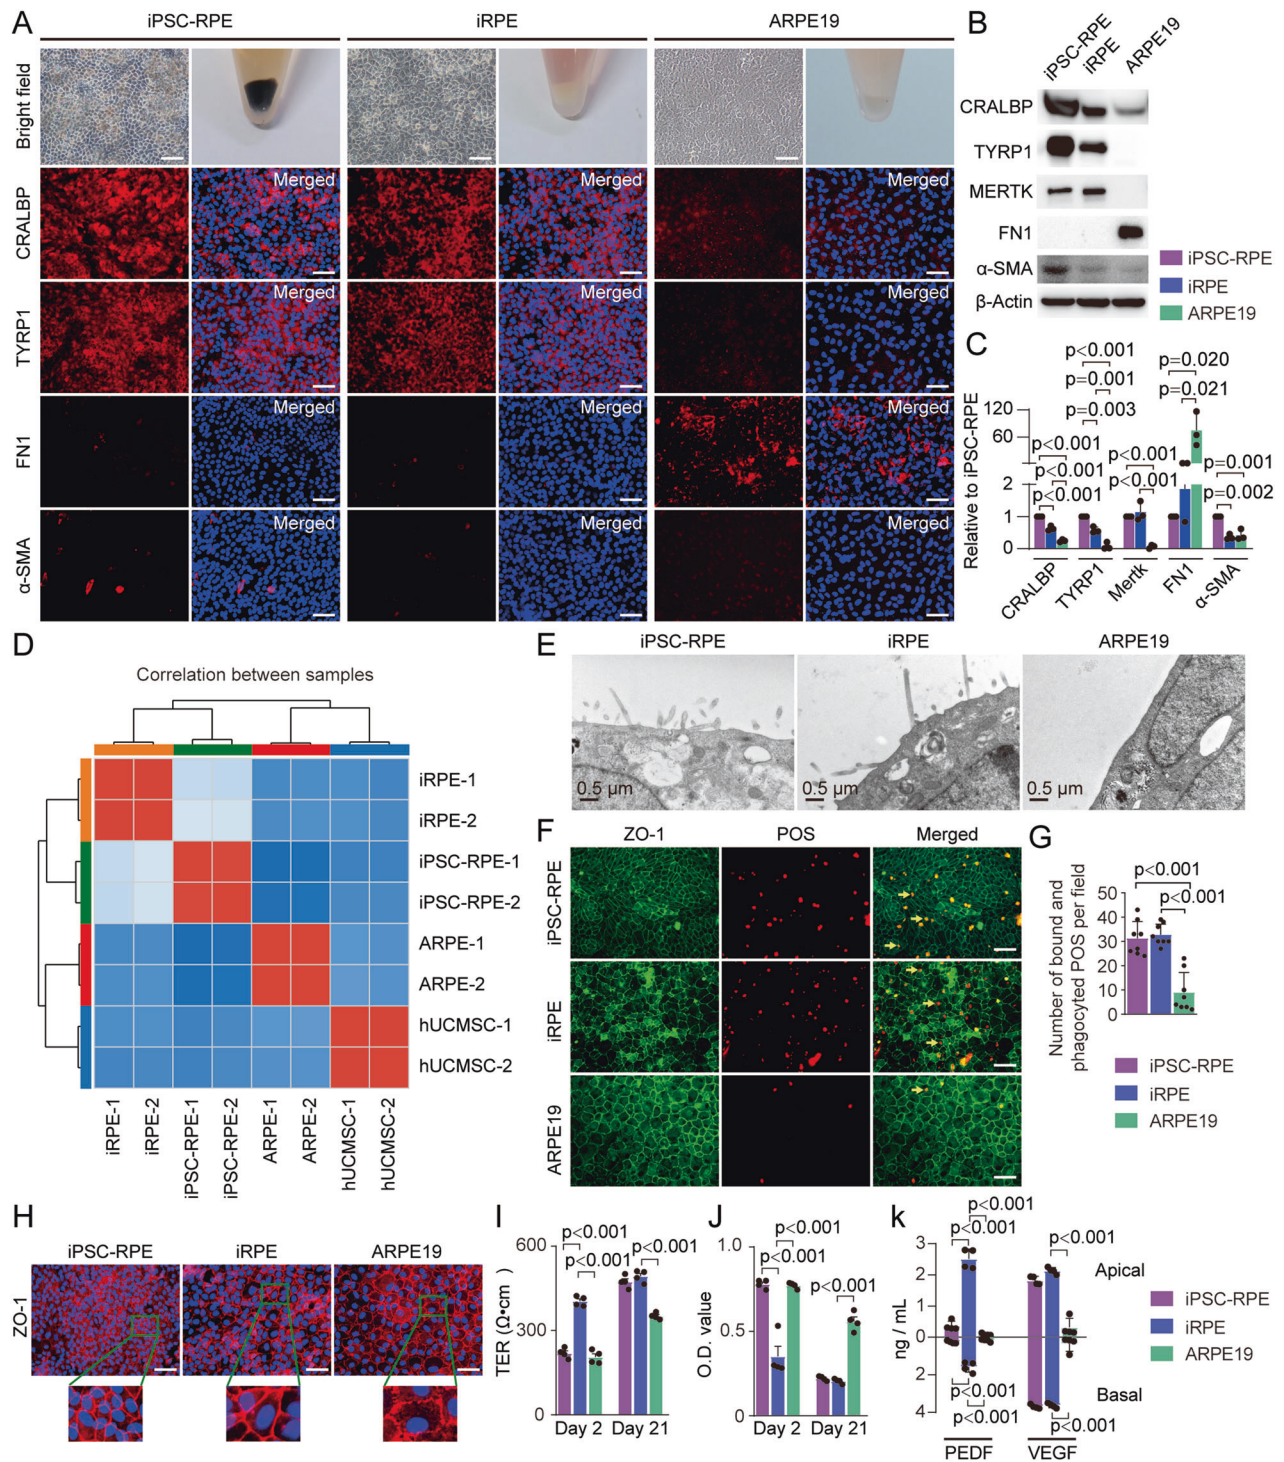 A
iPSC-RPE
iRPE
ARPE19
Bright field
CRALBP
Merged
Merged
Merged
TYRP1
Merged
Merged
Merged
FN1
Merged
Merged
Merged
α-SMA
Merged
Merged
Merged
B
iPSC-RPE
iRPE
ARPE19
CRALBP
TYRP1
MERTK
FN1
α-SMA
β-Actin
iPSC-RPE
iRPE
ARPE19
C
Relative to iPSC-RPE
120
60
2
1
0
p<0.001
p=0.001
p=0.003
p<0.001
p<0.001
p<0.001
p<0.001
p<0.001
p=0.020
p=0.021
p=0.001
p=0.002
CRALBP
TYRP1
Mertk
FN1
α-SMA
D
Correlation between samples
iRPE-1
iRPE-2
iPSC-RPE-1
iPSC-RPE-2
ARPE-1
ARPE-2
hUCMSC-1
hUCMSC-2
iRPE-1
iRPE-2
iPSC-RPE-1
iPSC-RPE-2
ARPE-1
ARPE-2
hUCMSC-1
hUCMSC-2
E
iPSC-RPE
iRPE
ARPE19
0.5 µm
0.5 µm
0.5 µm
F
ZO-1
POS
Merged
iPSC-RPE
iRPE
ARPE19
G
Number of bound and
phagocyted POS per field
50
40
30
20
10
0
p<0.001
p<0.001
iPSC-RPE
iRPE
ARPE19
H
iPSC-RPE
iRPE
ARPE19
ZO-1
I
TER (Ω•cm)
600
300
0
p<0.001
p<0.001
p<0.001
Day 2
Day 21
J
O.D. value
1.0
0.5
0
p<0.001
p<0.001
p<0.001
Day 2
Day 21
k
ng / mL
3
2
1
0
2
4
p<0.001
p<0.001
p<0.001
p<0.001
p<0.001
p<0.001
Apical
Basal
PEDF
VEGF
iPSC-RPE
iRPE
ARPE19